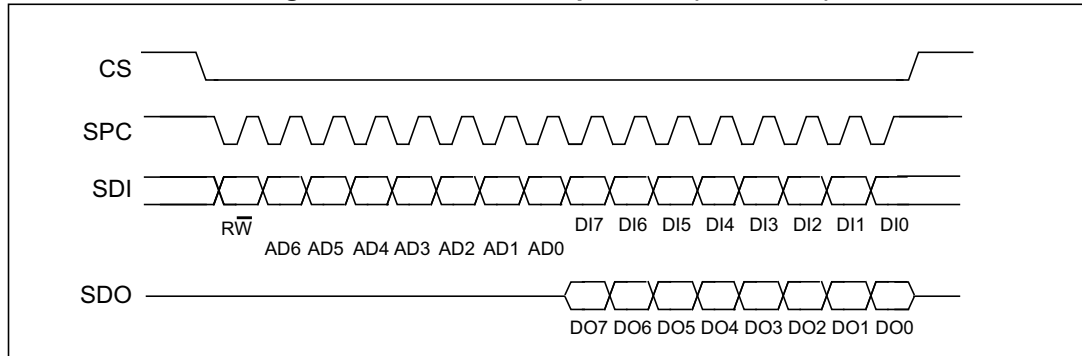 CS
SPC
SDI
RW̅
DI7 DI6 DI5 DI4 DI3 DI2 DI1 DI0
AD6 AD5 AD4 AD3 AD2 AD1 AD0
SDO
DO7 DO6 DO5 DO4 DO3 DO2 DO1 DO0